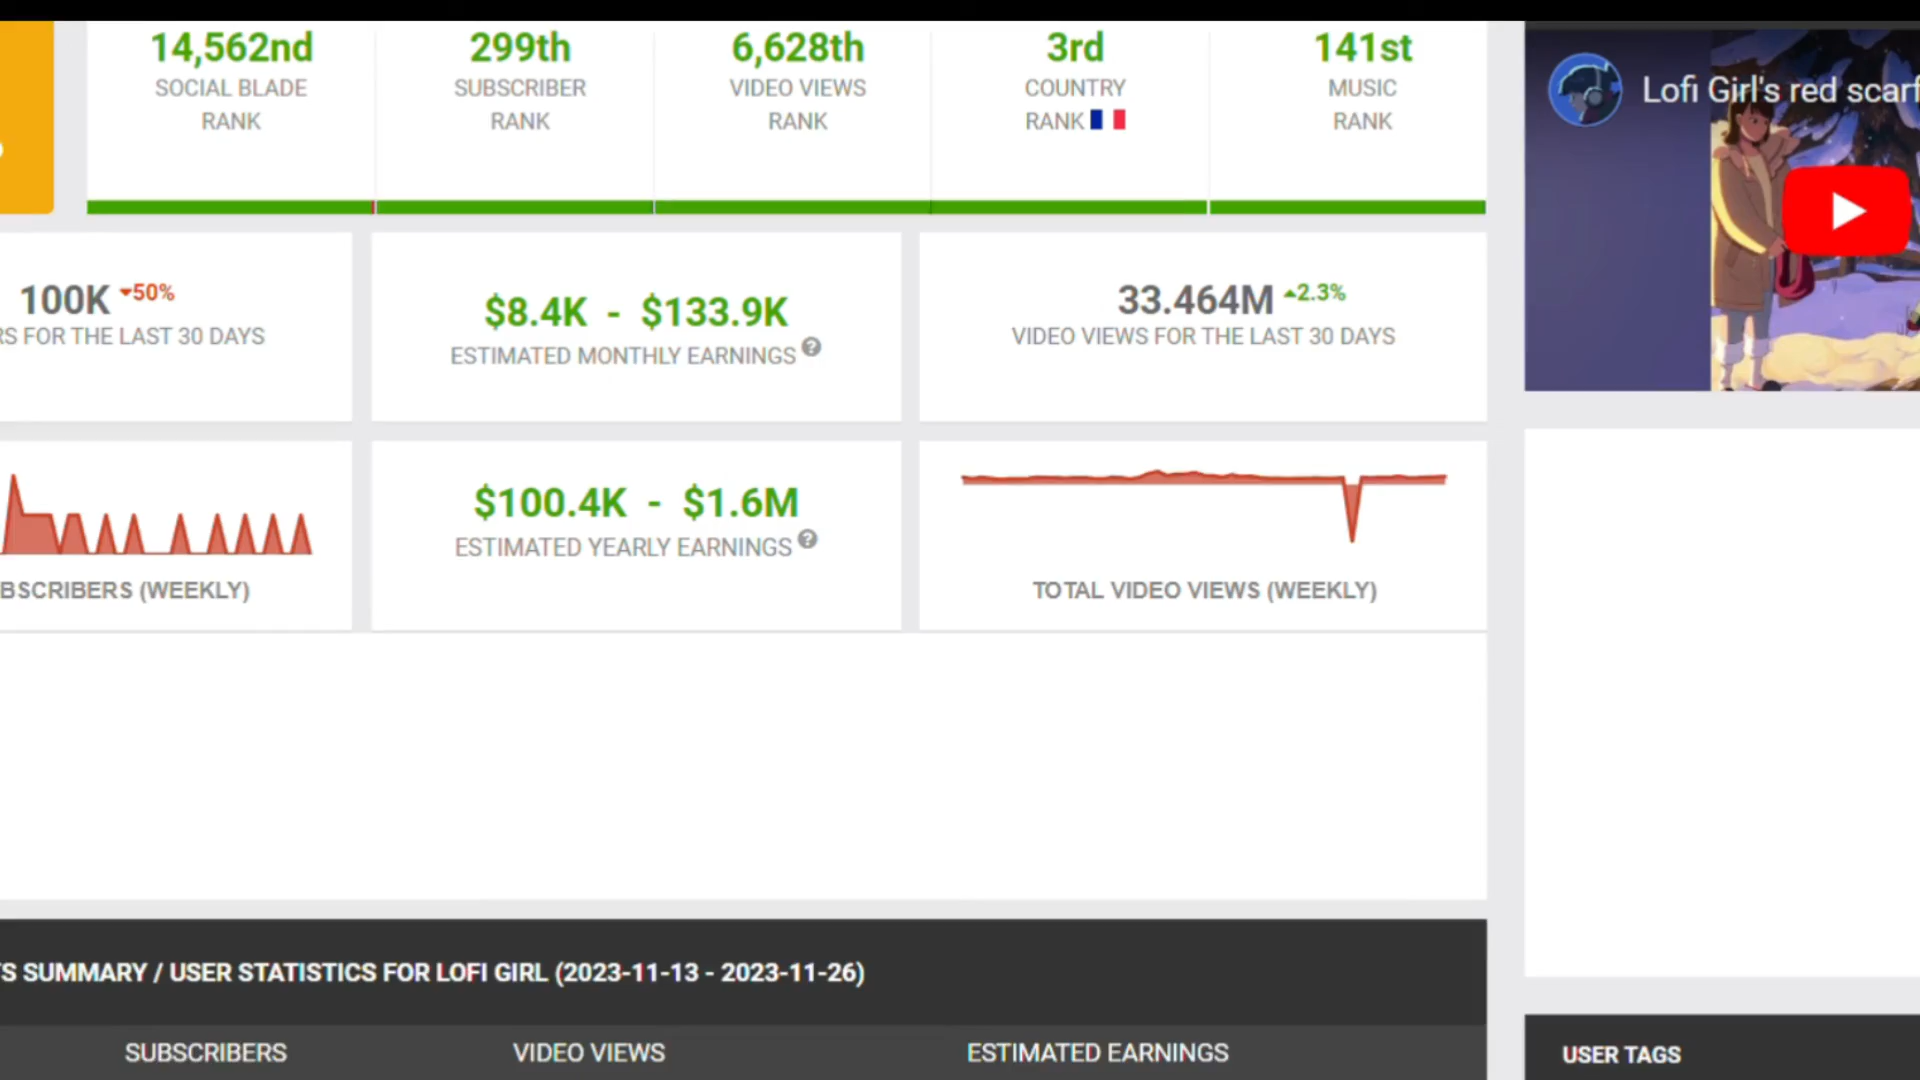 14,562nd
SOCIAL BLADE
RANK
299th
SUBSCRIBER
RANK
6,628th
VIDEO VIEWS
RANK
3rd
COUNTRY
RANK
141st
MUSIC
RANK
Lofi Girl's red scarf
100K 50%
RS FOR THE LAST 30 DAYS
$8.4K - $133.9K
ESTIMATED MONTHLY EARNINGS ?
33.464M 2.3%
VIDEO VIEWS FOR THE LAST 30 DAYS
BSCRIBERS (WEEKLY)
$100.4K - $1.6M
ESTIMATED YEARLY EARNINGS ?
TOTAL VIDEO VIEWS (WEEKLY)
S SUMMARY / USER STATISTICS FOR LOFI GIRL (2023-11-13 - 2023-11-26)
SUBSCRIBERS
VIDEO VIEWS
ESTIMATED EARNINGS
USER TAGS